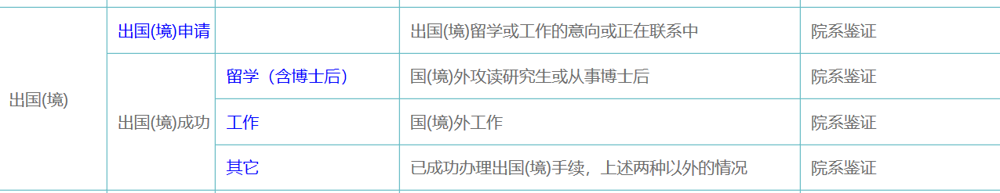 出国(境)
出国(境)申请
出国(境)留学或工作的意向或正在联系中
院系鉴证
出国(境)成功
留学（含博士后）
国(境)外攻读研究生或从事博士后
院系鉴证
工作
国(境)外工作
院系鉴证
其它
已成功办理出国(境)手续，上述两种以外的情况
院系鉴证